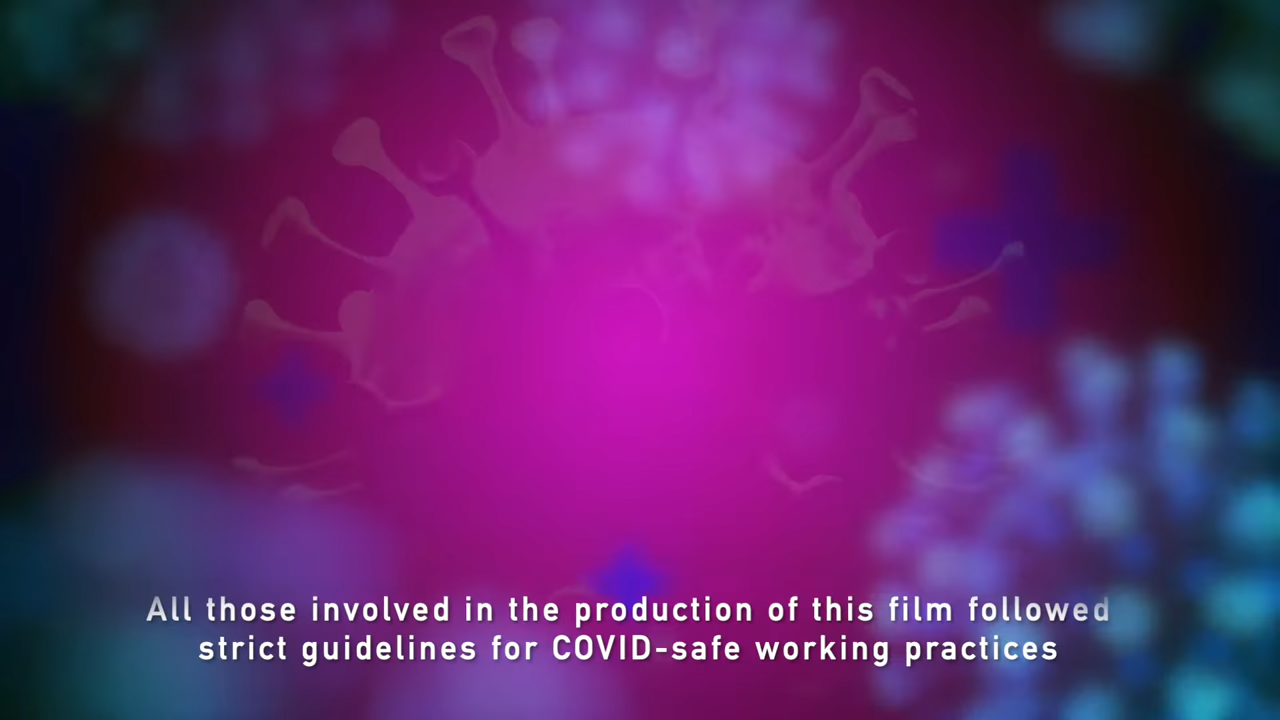 All those involved in the production of this film followed
strict guidelines for COVID-safe working practices